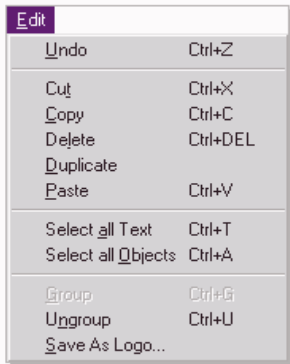 Edit
Undo Ctrl+Z
Cut Ctrl+X
Copy Ctrl+C
Delete Ctrl+DEL
Duplicate
Paste Ctrl+V
Select all Text Ctrl+T
Select all Objects Ctrl+A
Group Ctrl+G
Ungroup Ctrl+U
Save As Logo...